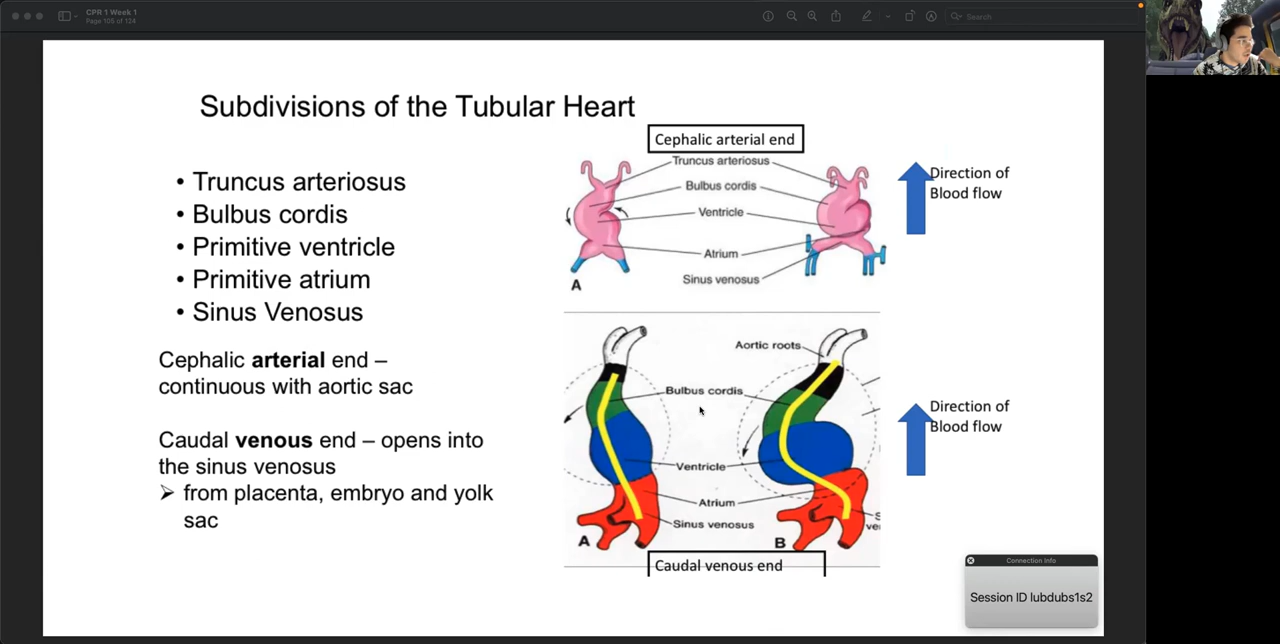 CPR 1 Week 1
Page 105 of 134
Search
Subdivisions of the Tubular Heart
• Truncus arteriosus
• Bulbus cordis
• Primitive ventricle
• Primitive atrium
• Sinus Venosus
Cephalic arterial end –
continuous with aortic sac
Caudal venous end – opens into
the sinus venosus
➢ from placenta, embryo and yolk
sac
Cephalic arterial end
Truncus arteriosus
Bulbus cordis
Ventricle
Atrium
Sinus venosus
A
Direction of
Blood flow
Aortic roots
Bulbus cordis
Ventricle
Atrium
Sinus venosus
S
ve
A
B
Direction of
Blood flow
Caudal venous end
Connection Info
Session ID lubdubs1s2